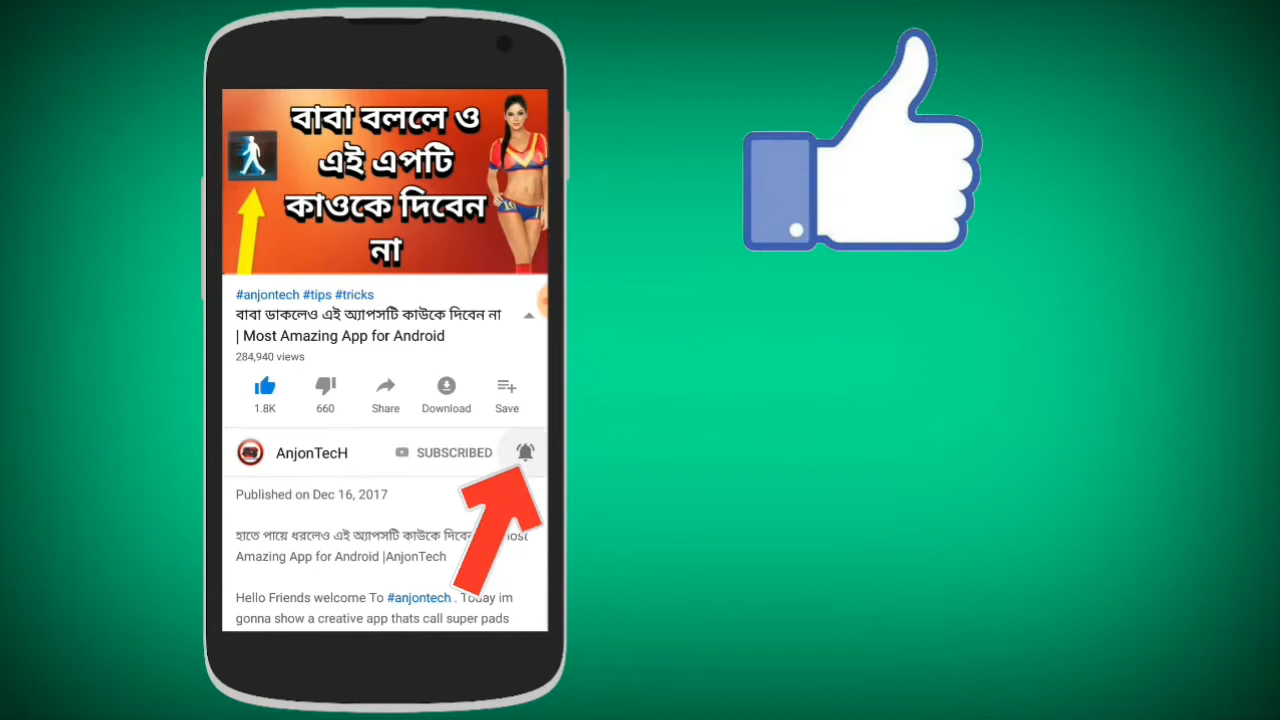 বাবা বললে ও
এই এপটি
কাওকে দিবেন
না
#anjontech #tips #tricks
বাবা ডাকলেও এই অ্যাপসটি কাউকে দিবেন না
| Most Amazing App for Android
284,940 views
1.8K 660 Share Download Save
AnjonTecH SUBSCRIBED
Published on Dec 16, 2017
হাতে পায়ে ধরলেও এই অ্যাপসটি কাউকে
Amazing App for Android |AnjonTech
Hello Friends welcome To #anjontech . Today im
gonna show a creative app thats call super pads